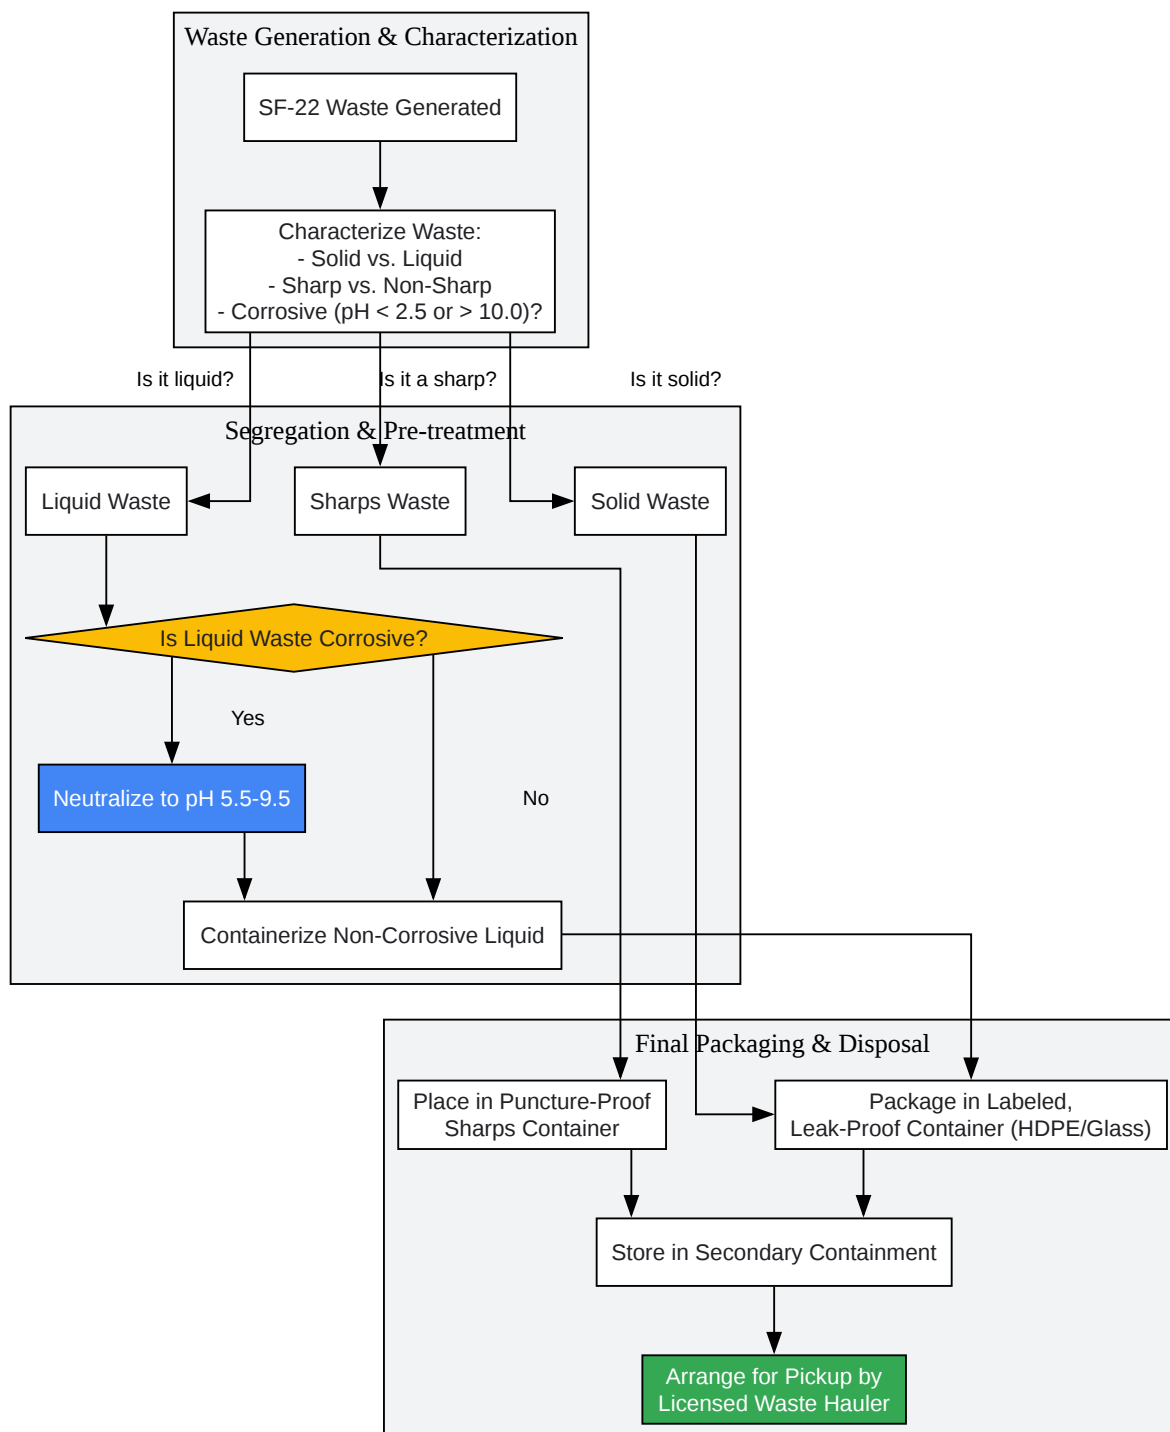 Waste Generation & Characterization
SF-22 Waste Generated
Characterize Waste:
- Solid vs. Liquid
- Sharp vs. Non-Sharp
- Corrosive (pH < 2.5 or > 10.0)?
Is it liquid?
Is it a sharp?
Is it solid?
Segregation & Pre-treatment
Liquid Waste
Sharps Waste
Solid Waste
Is Liquid Waste Corrosive?
Yes
Neutralize to pH 5.5-9.5
No
Containerize Non-Corrosive Liquid
Final Packaging & Disposal
Place in Puncture-Proof
Sharps Container
Package in Labeled,
Leak-Proof Container (HDPE/Glass)
Store in Secondary Containment
Arrange for Pickup by
Licensed Waste Hauler